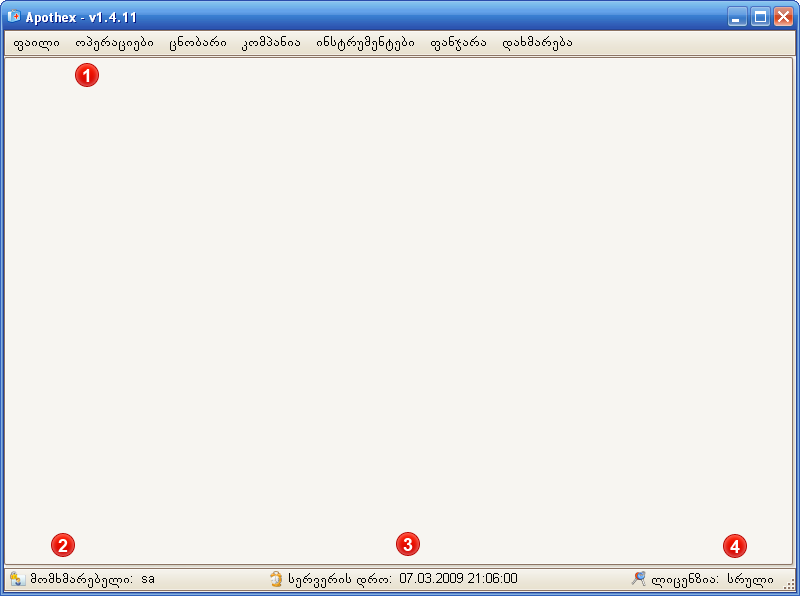 Apothex - v1.4.11
ფაილი ოპერაციები ცნობარი კომპანია ინსტრუმენტები ფანჯარა დახმარება
1
2 3 4
მომხმარებელი: sa სერვერის დრო: 07.03.2009 21:06:00 ლიცენზია: სრული